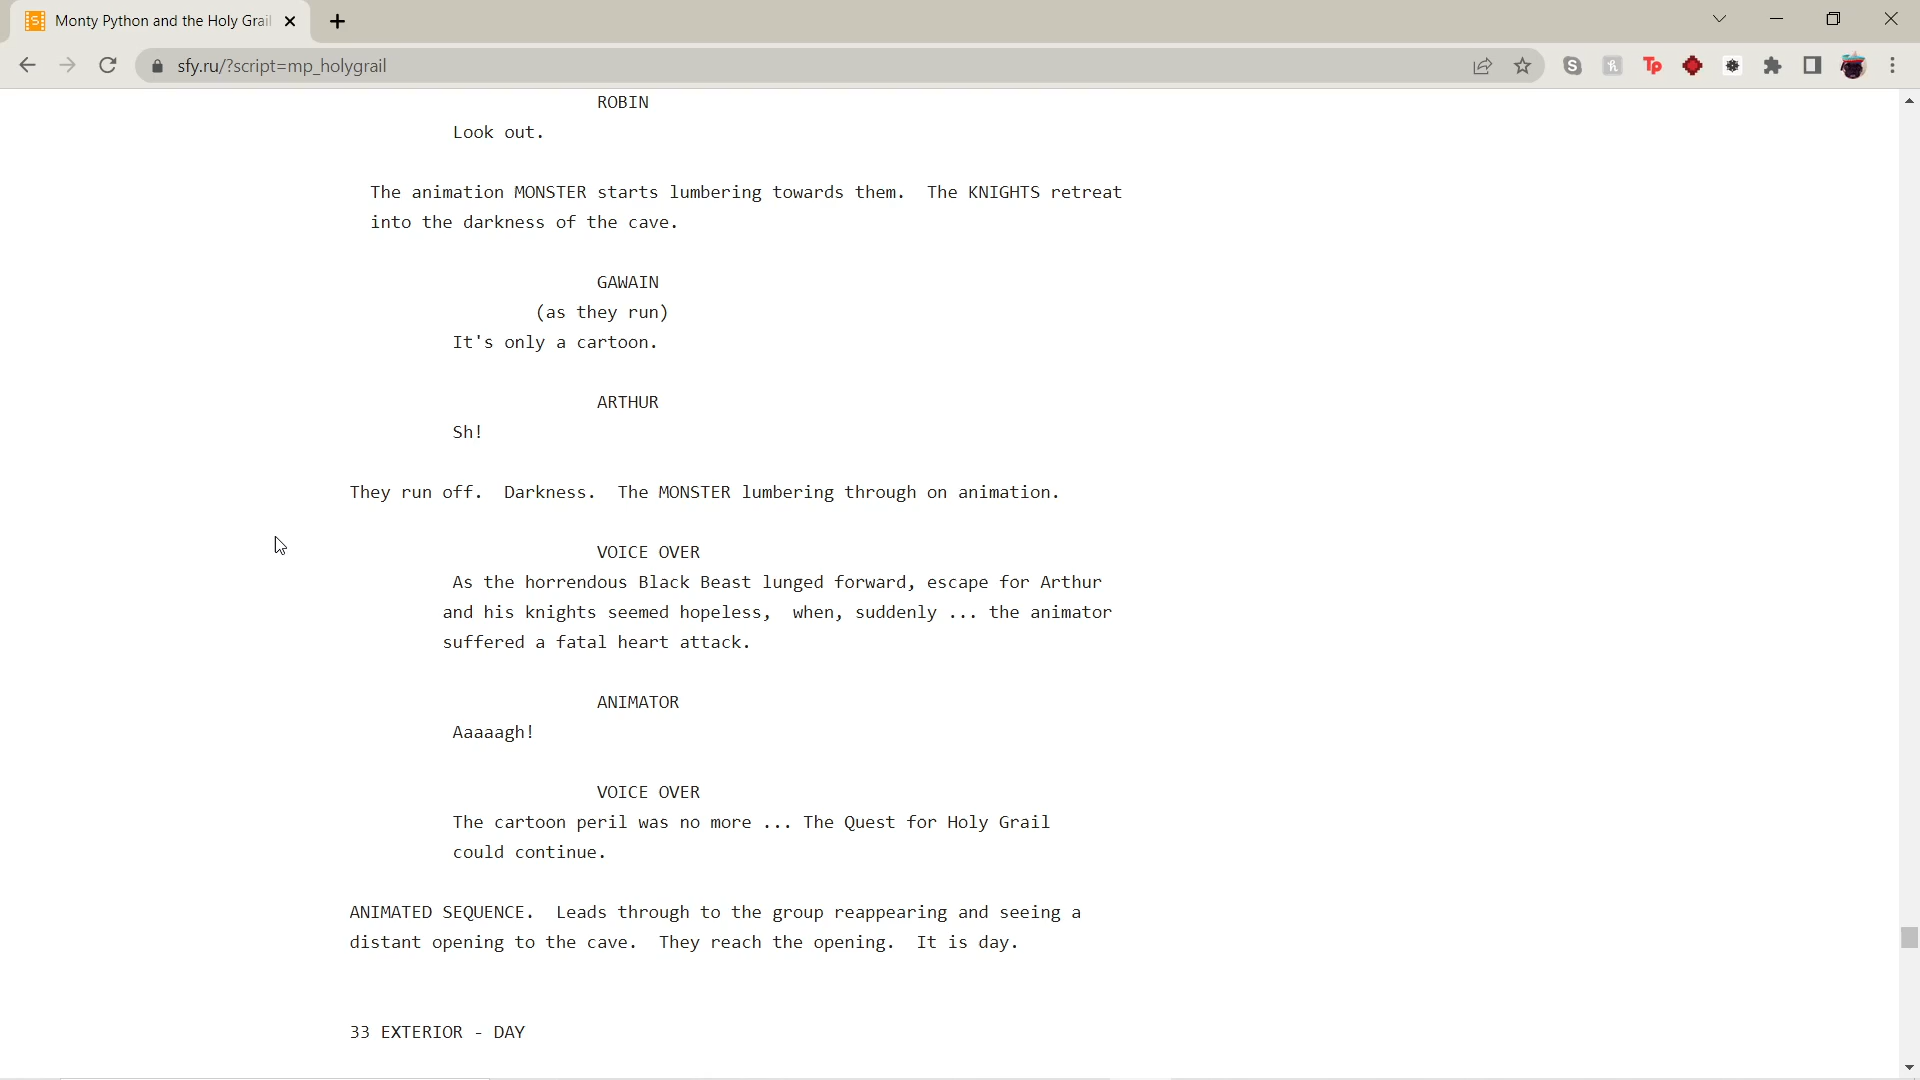 Monty Python and the Holy Grail
sfy.ru/?script=mp_holygrail
ROBIN
Look out.
The animation MONSTER starts lumbering towards them. The KNIGHTS retreat
into the darkness of the cave.
GAWAIN
(as they run)
It's only a cartoon.
ARTHUR
Sh!
They run off. Darkness. The MONSTER lumbering through on animation.
VOICE OVER
As the horrendous Black Beast lunged forward, escape for Arthur
and his knights seemed hopeless, when, suddenly ... the animator
suffered a fatal heart attack.
ANIMATOR
Aaaaagh!
VOICE OVER
The cartoon peril was no more ... The Quest for Holy Grail
could continue.
ANIMATED SEQUENCE. Leads through to the group reappearing and seeing a
distant opening to the cave. They reach the opening. It is day.
33 EXTERIOR - DAY